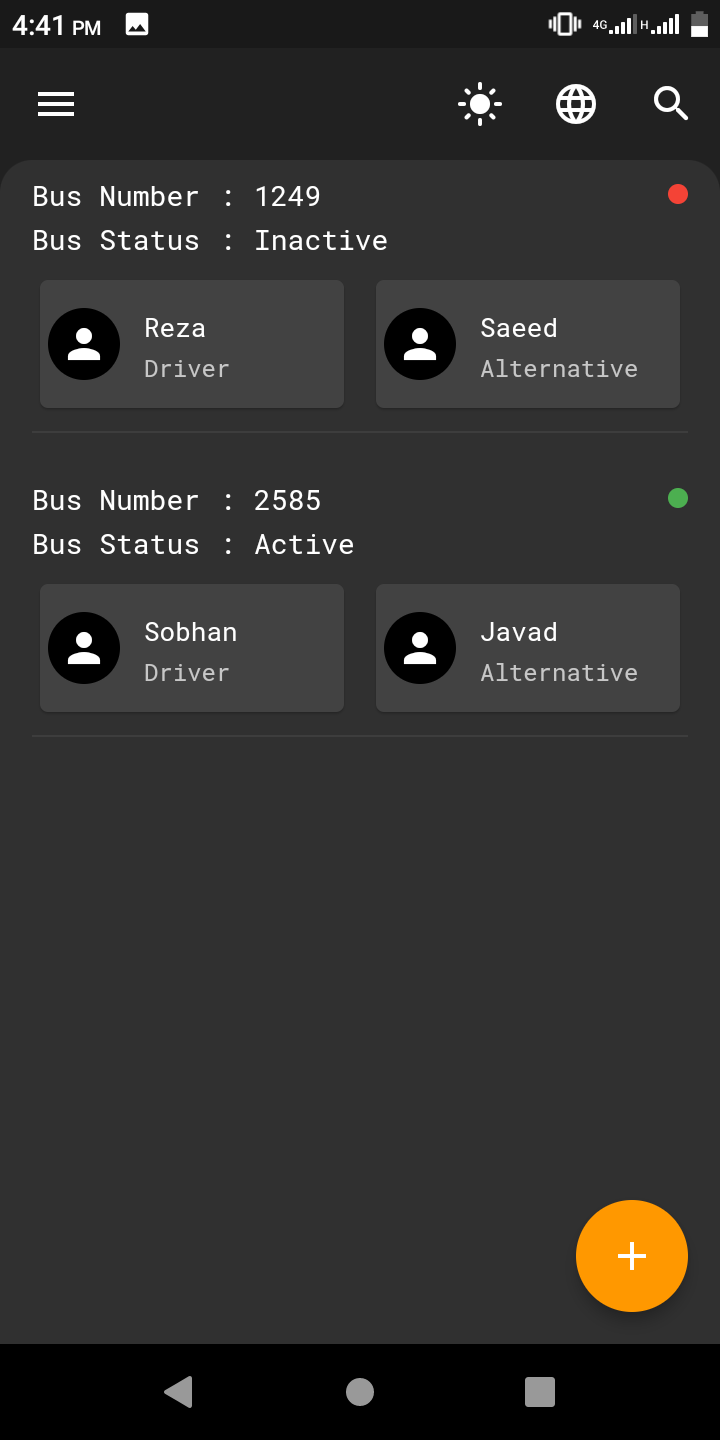 4:41 PM
4G H
Bus Number : 1249
Bus Status : Inactive
Reza
Driver
Saeed
Alternative
Bus Number : 2585
Bus Status : Active
Sobhan
Driver
Javad
Alternative